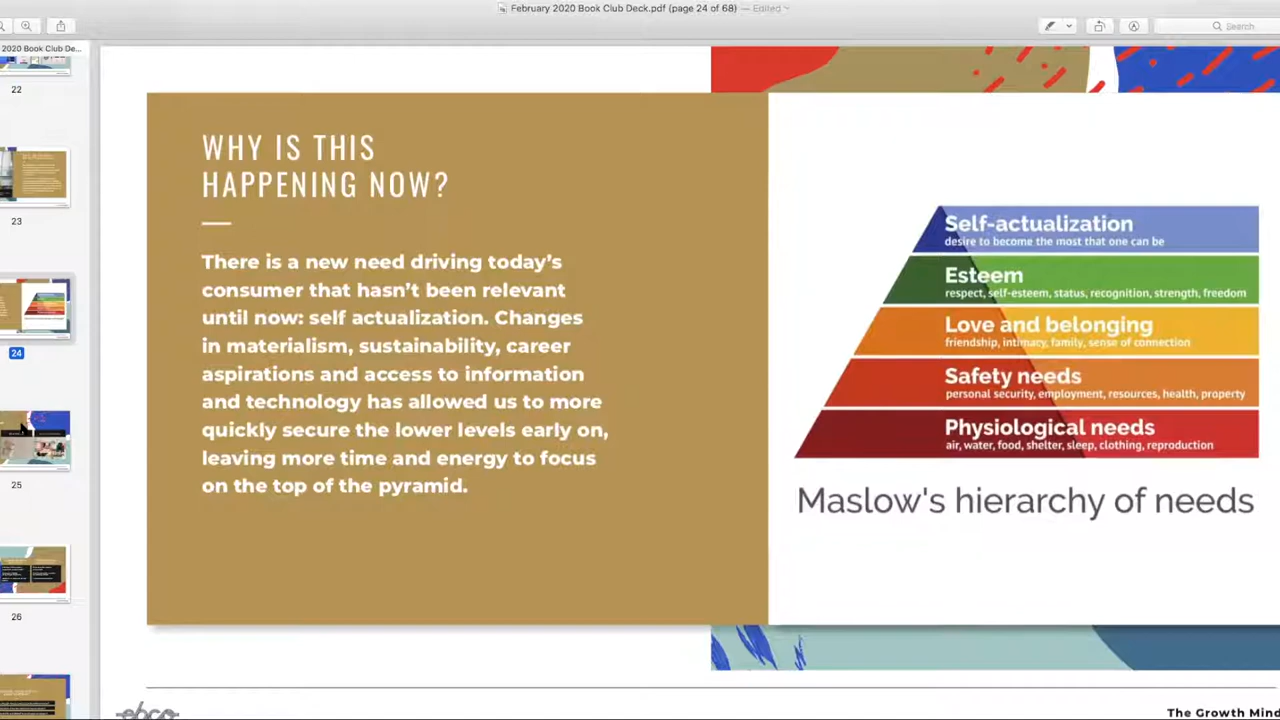 February 2020 Book Club Deck.pdf (page 24 of 68) — Edited
Search
2020 Book Club De...
22
23
24
25
26
WHY IS THIS
HAPPENING NOW?
There is a new need driving today's
consumer that hasn't been relevant
until now: self actualization. Changes
in materialism, sustainability, career
aspirations and access to information
and technology has allowed us to more
quickly secure the lower levels early on,
leaving more time and energy to focus
on the top of the pyramid.
Self-actualization
desire to become the most that one can be
Esteem
respect, self-esteem, status, recognition, strength, freedom
Love and belonging
friendship, intimacy, family, sense of connection
Safety needs
personal security, employment, resources, health, property
Physiological needs
air, water, food, shelter, sleep, clothing, reproduction
Maslow's hierarchy of needs
ebco
The Growth Mind